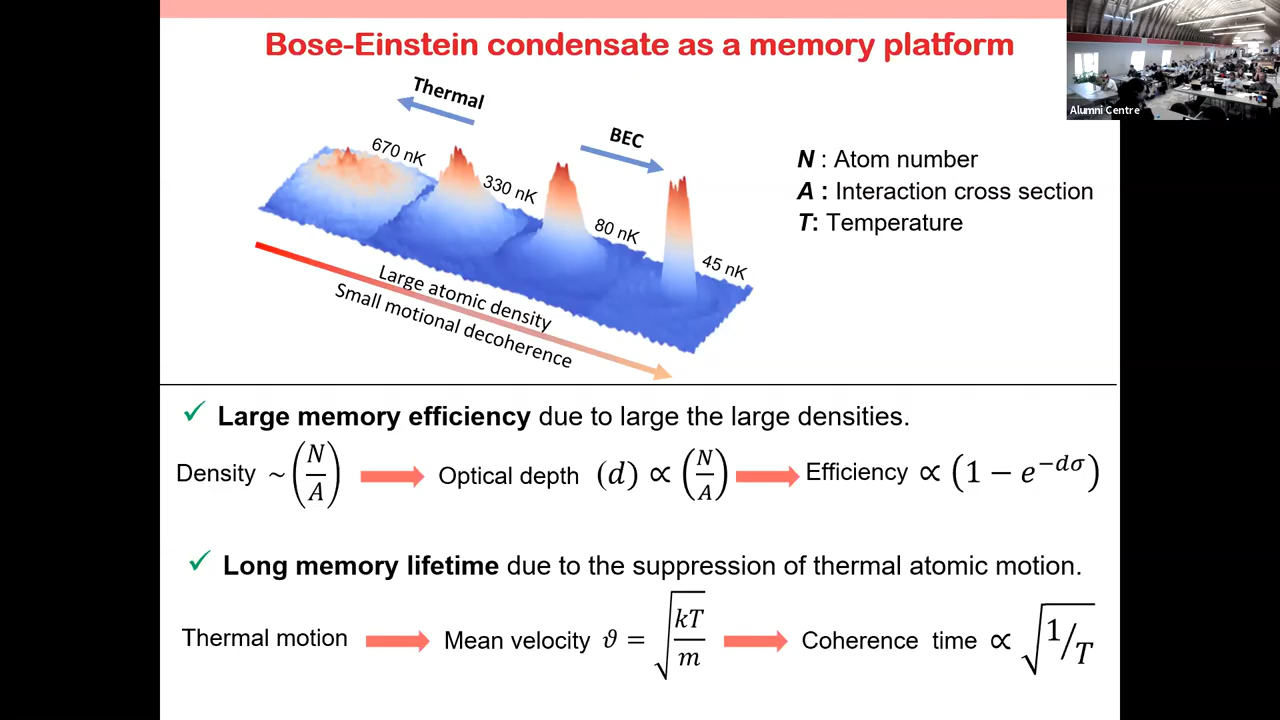 Bose-Einstein condensate as a memory platform
Alumni Centre
Thermal
BEC
670 nK
330 nK
80 nK
45 nK
Large atomic density
Small motional decoherence
N : Atom number
A : Interaction cross section
T: Temperature
✓ Large memory efficiency due to large the large densities.
Density ~ (N/A) Optical depth (d) ∝ (N/A) Efficiency ∝ (1 − e^{−dσ})
✓ Long memory lifetime due to the suppression of thermal atomic motion.
Thermal motion Mean velocity ϑ = √(kT/m) Coherence time ∝ √(1/T)